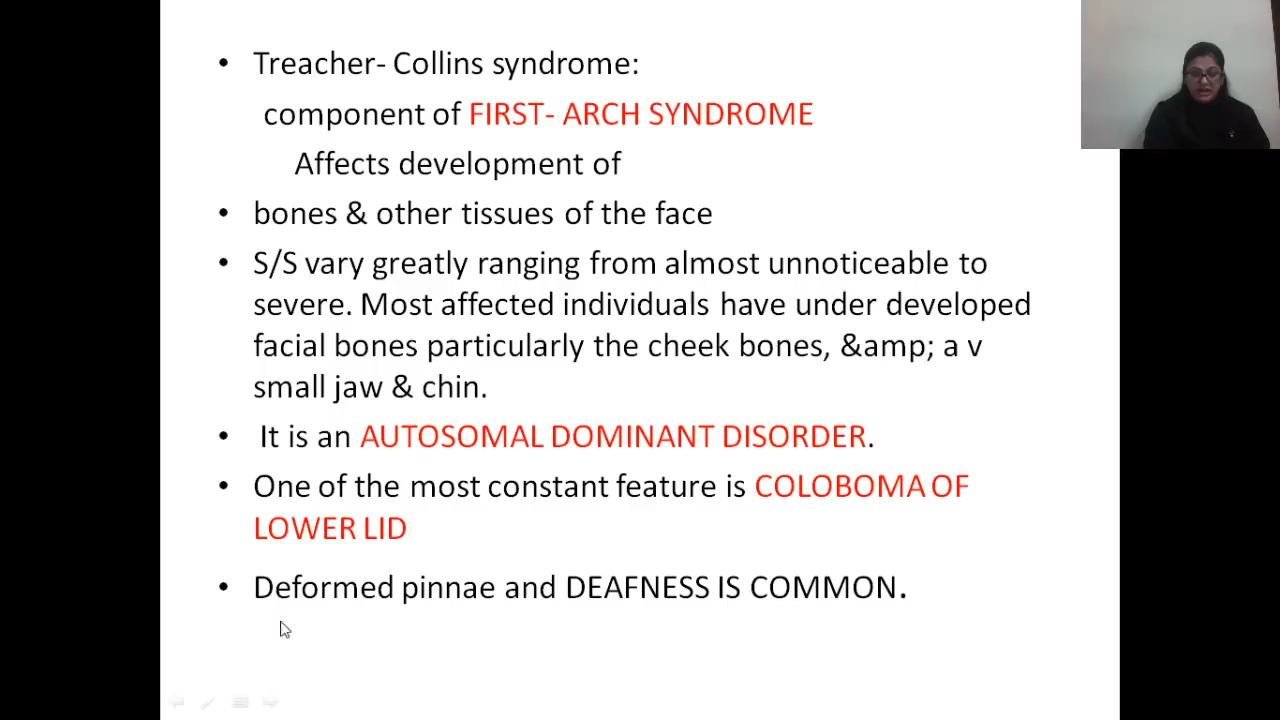 • Treacher- Collins syndrome:
component of FIRST- ARCH SYNDROME
Affects development of
• bones & other tissues of the face
• S/S vary greatly ranging from almost unnoticeable to
severe. Most affected individuals have under developed
facial bones particularly the cheek bones, &amp; a v
small jaw & chin.
• It is an AUTOSOMAL DOMINANT DISORDER.
• One of the most constant feature is COLOBOMA OF
LOWER LID
• Deformed pinnae and DEAFNESS IS COMMON.